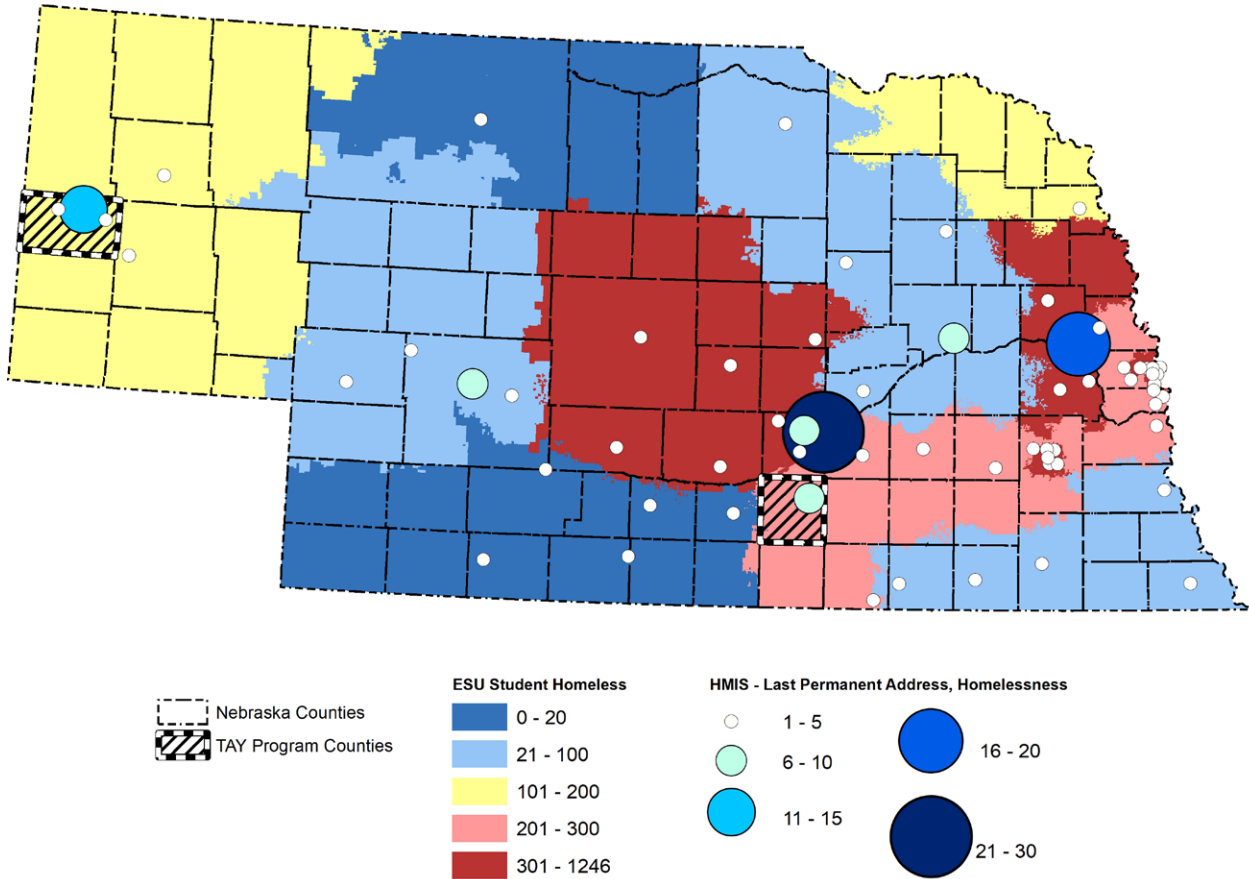 Nebraska Counties
TAY Program Counties
ESU Student Homeless
0 - 20
21 - 100
101 - 200
201 - 300
301 - 1246
HMIS - Last Permanent Address, Homelessness
1 - 5
6 - 10
11 - 15
16 - 20
21 - 30